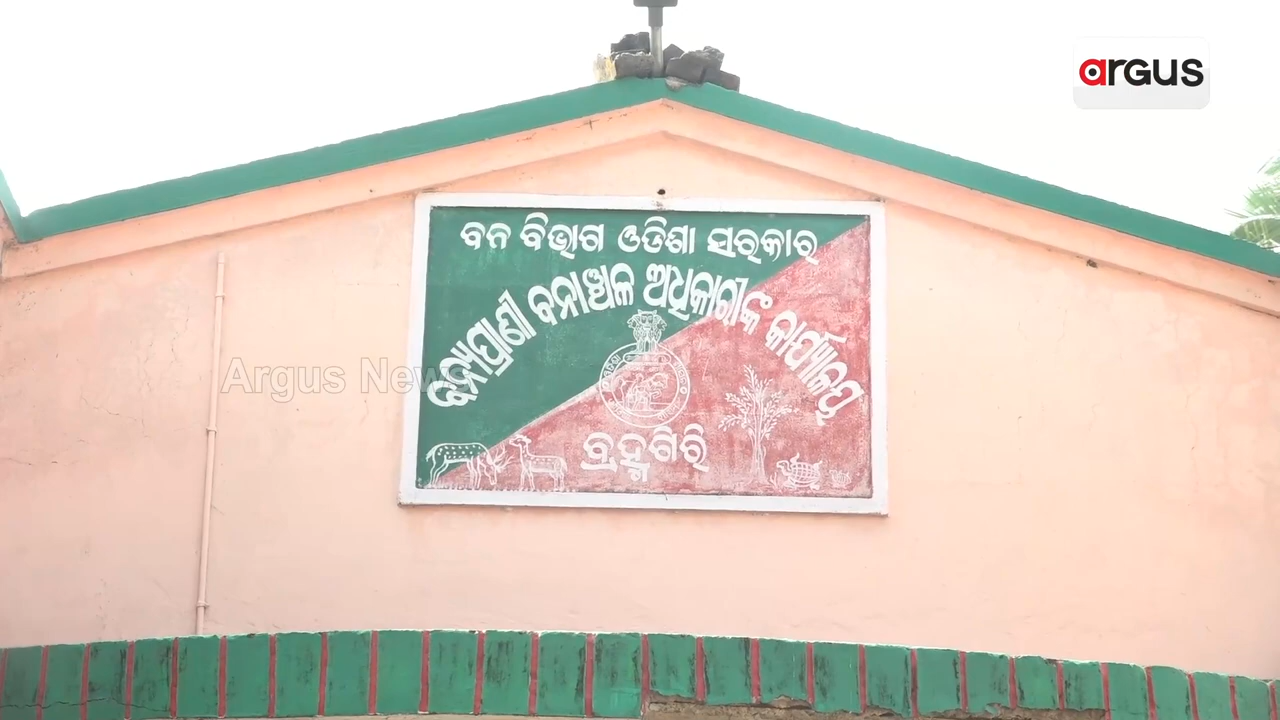 argus
ବନ ବିଭାଗ ଓଡିଶା ସରକାର
ବନ୍ୟପ୍ରାଣୀ ବନାଞ୍ଚଳ ଅଧିକାରୀଙ୍କ କାର୍ଯ୍ୟାଳୟ
Argus News
ବ୍ରହ୍ମଗିରି